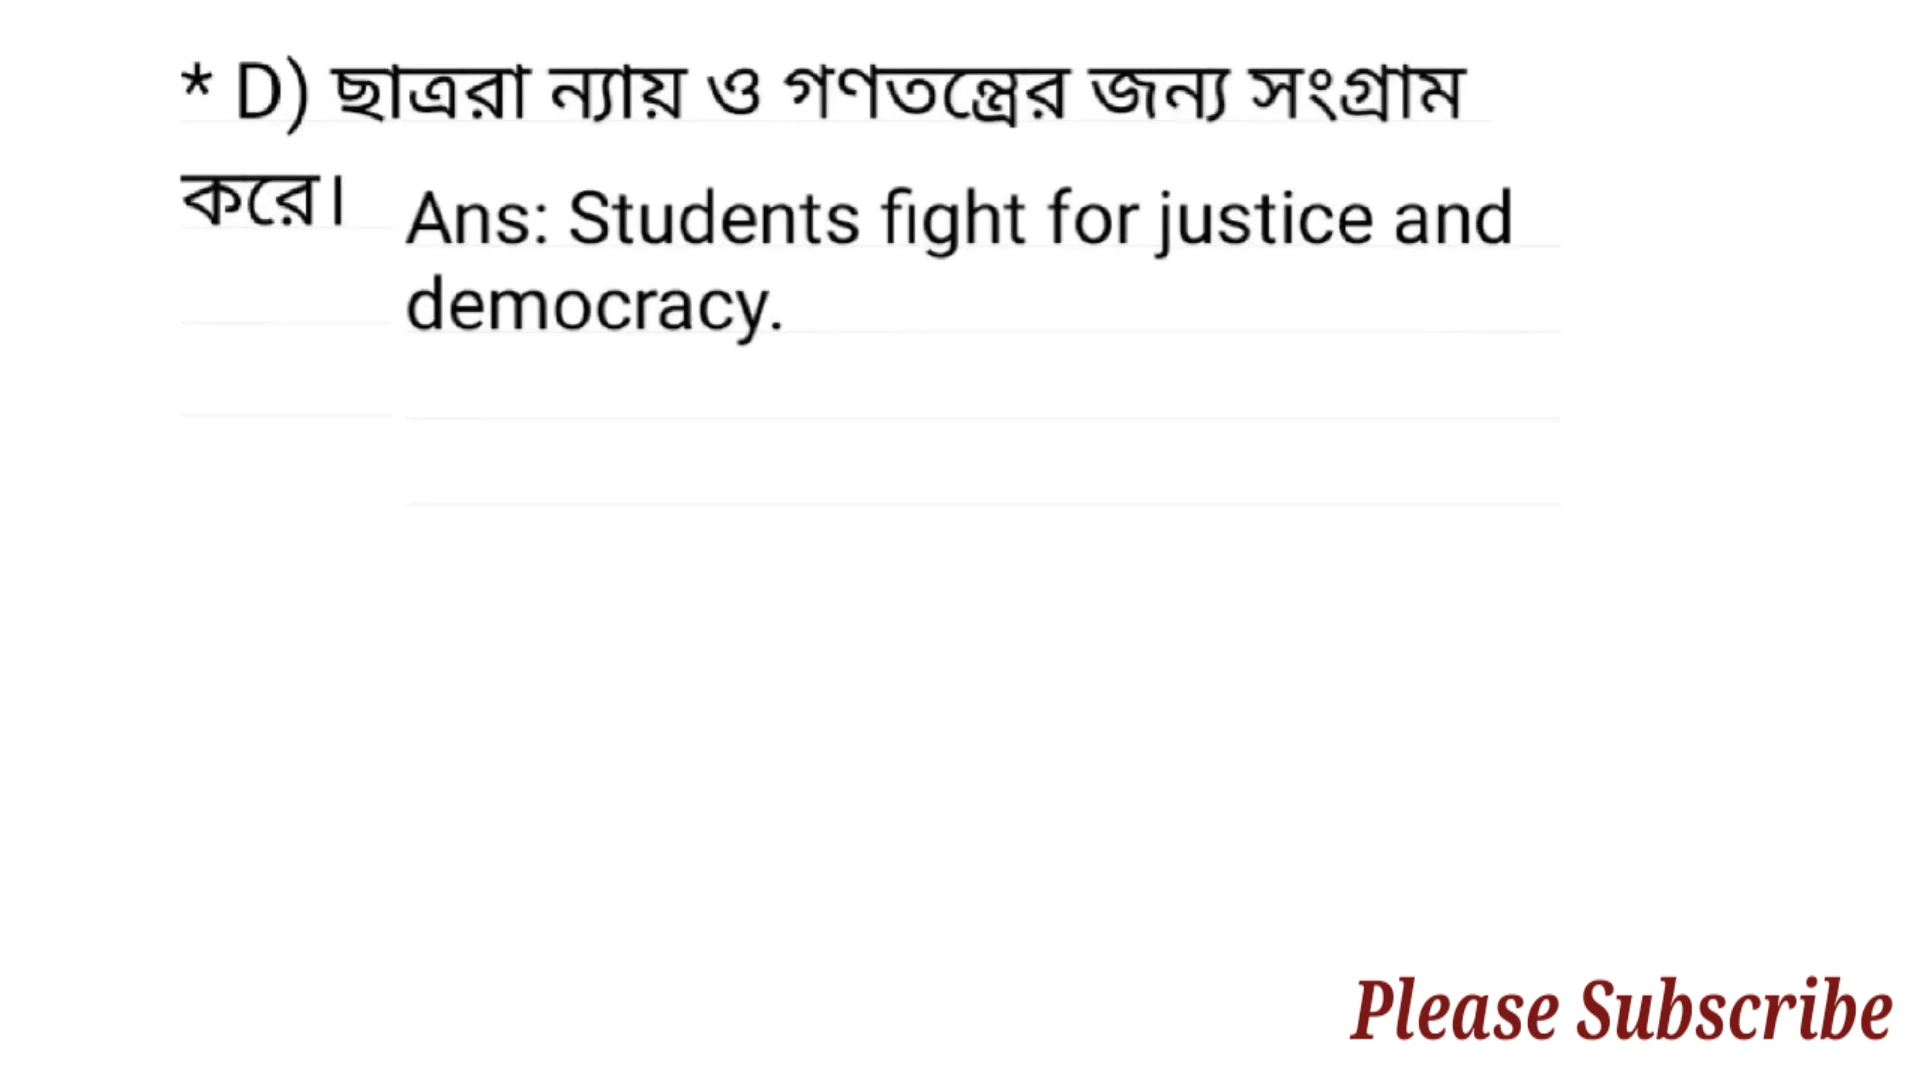 * D) ছাত্ররা ন্যায় ও গণতন্ত্রের জন্য সংগ্রাম
করে।
Ans: Students fight for justice and
democracy.
Please Subscribe